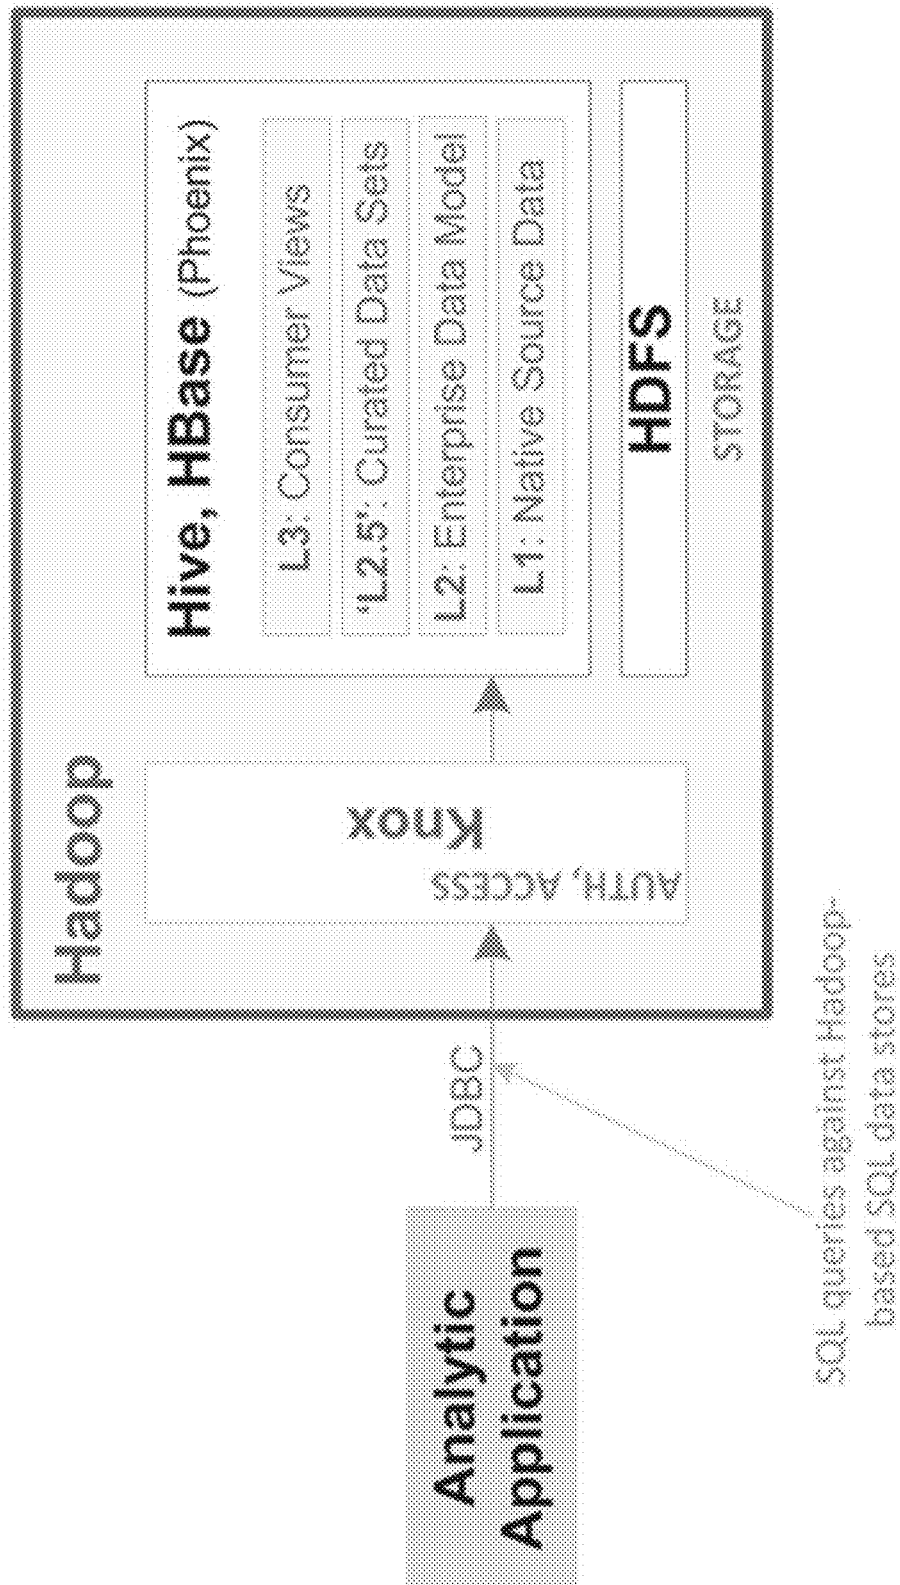 Hadoop
Hive, HBase (Phoenix)
L3: Consumer Views
'L2.5': Curated Data Sets
L2: Enterprise Data Model
L1: Native Source Data
Knox
AUTH, ACCESS
HDFS
STORAGE
JDBC
Analytic
Application
SQL queries against Hadoop-
based SQL data stores